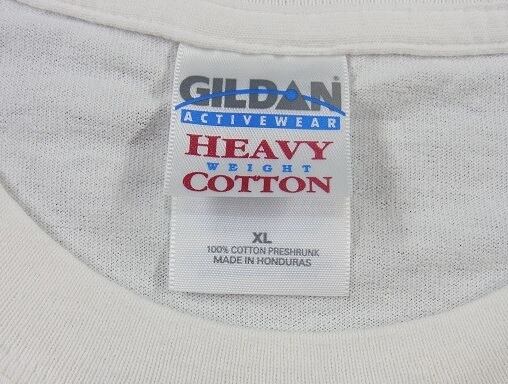 GILDAN
ACTIVEWEAR
HEAVY
WEIGHT
COTTON
XL
100% COTTON PRESHRUNK
MADE IN HONDURAS